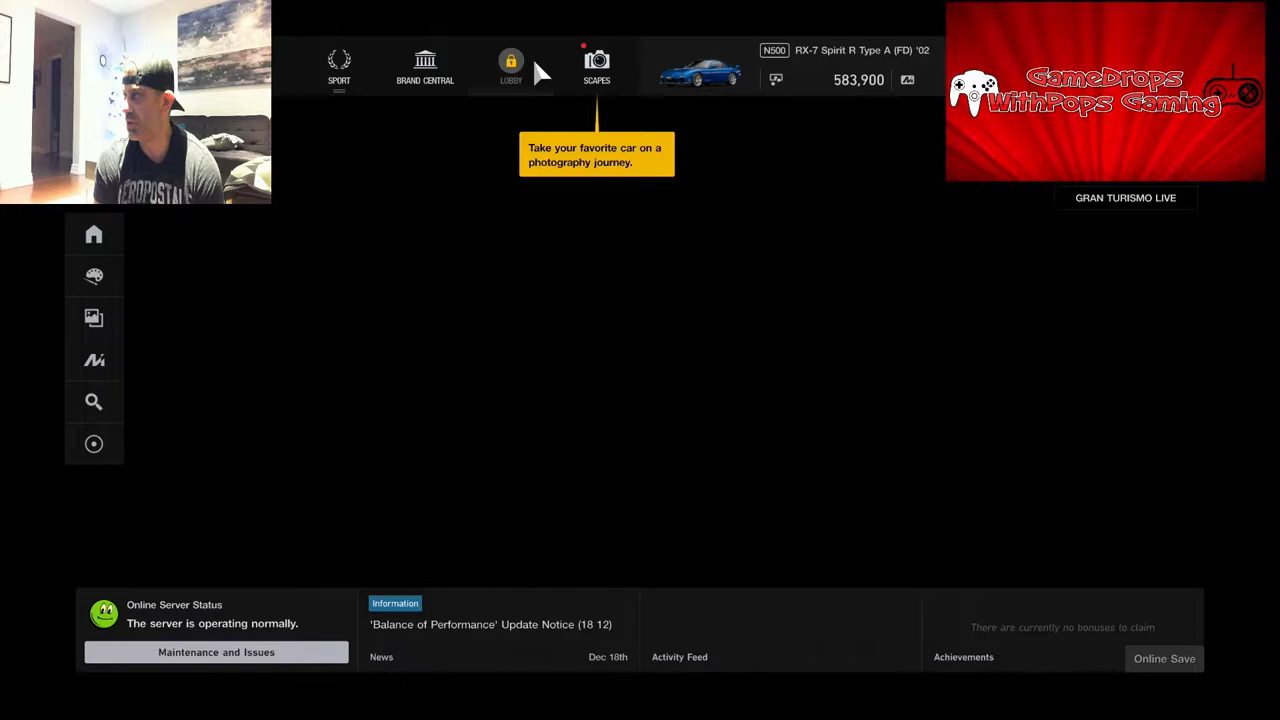 SPORT
BRAND CENTRAL
LOBBY
SCAPES
N500 RX-7 Spirit R Type A (FD) '02
583,900
GameDrops
WithPops Gaming
Take your favorite car on a
photography journey.
AEROPOSTALE
GRAN TURISMO LIVE
Online Server Status
The server is operating normally.
Maintenance and Issues
Information
'Balance of Performance' Update Notice (18 12)
News
Dec 18th
Activity Feed
There are currently no bonuses to claim
Achievements
Online Save